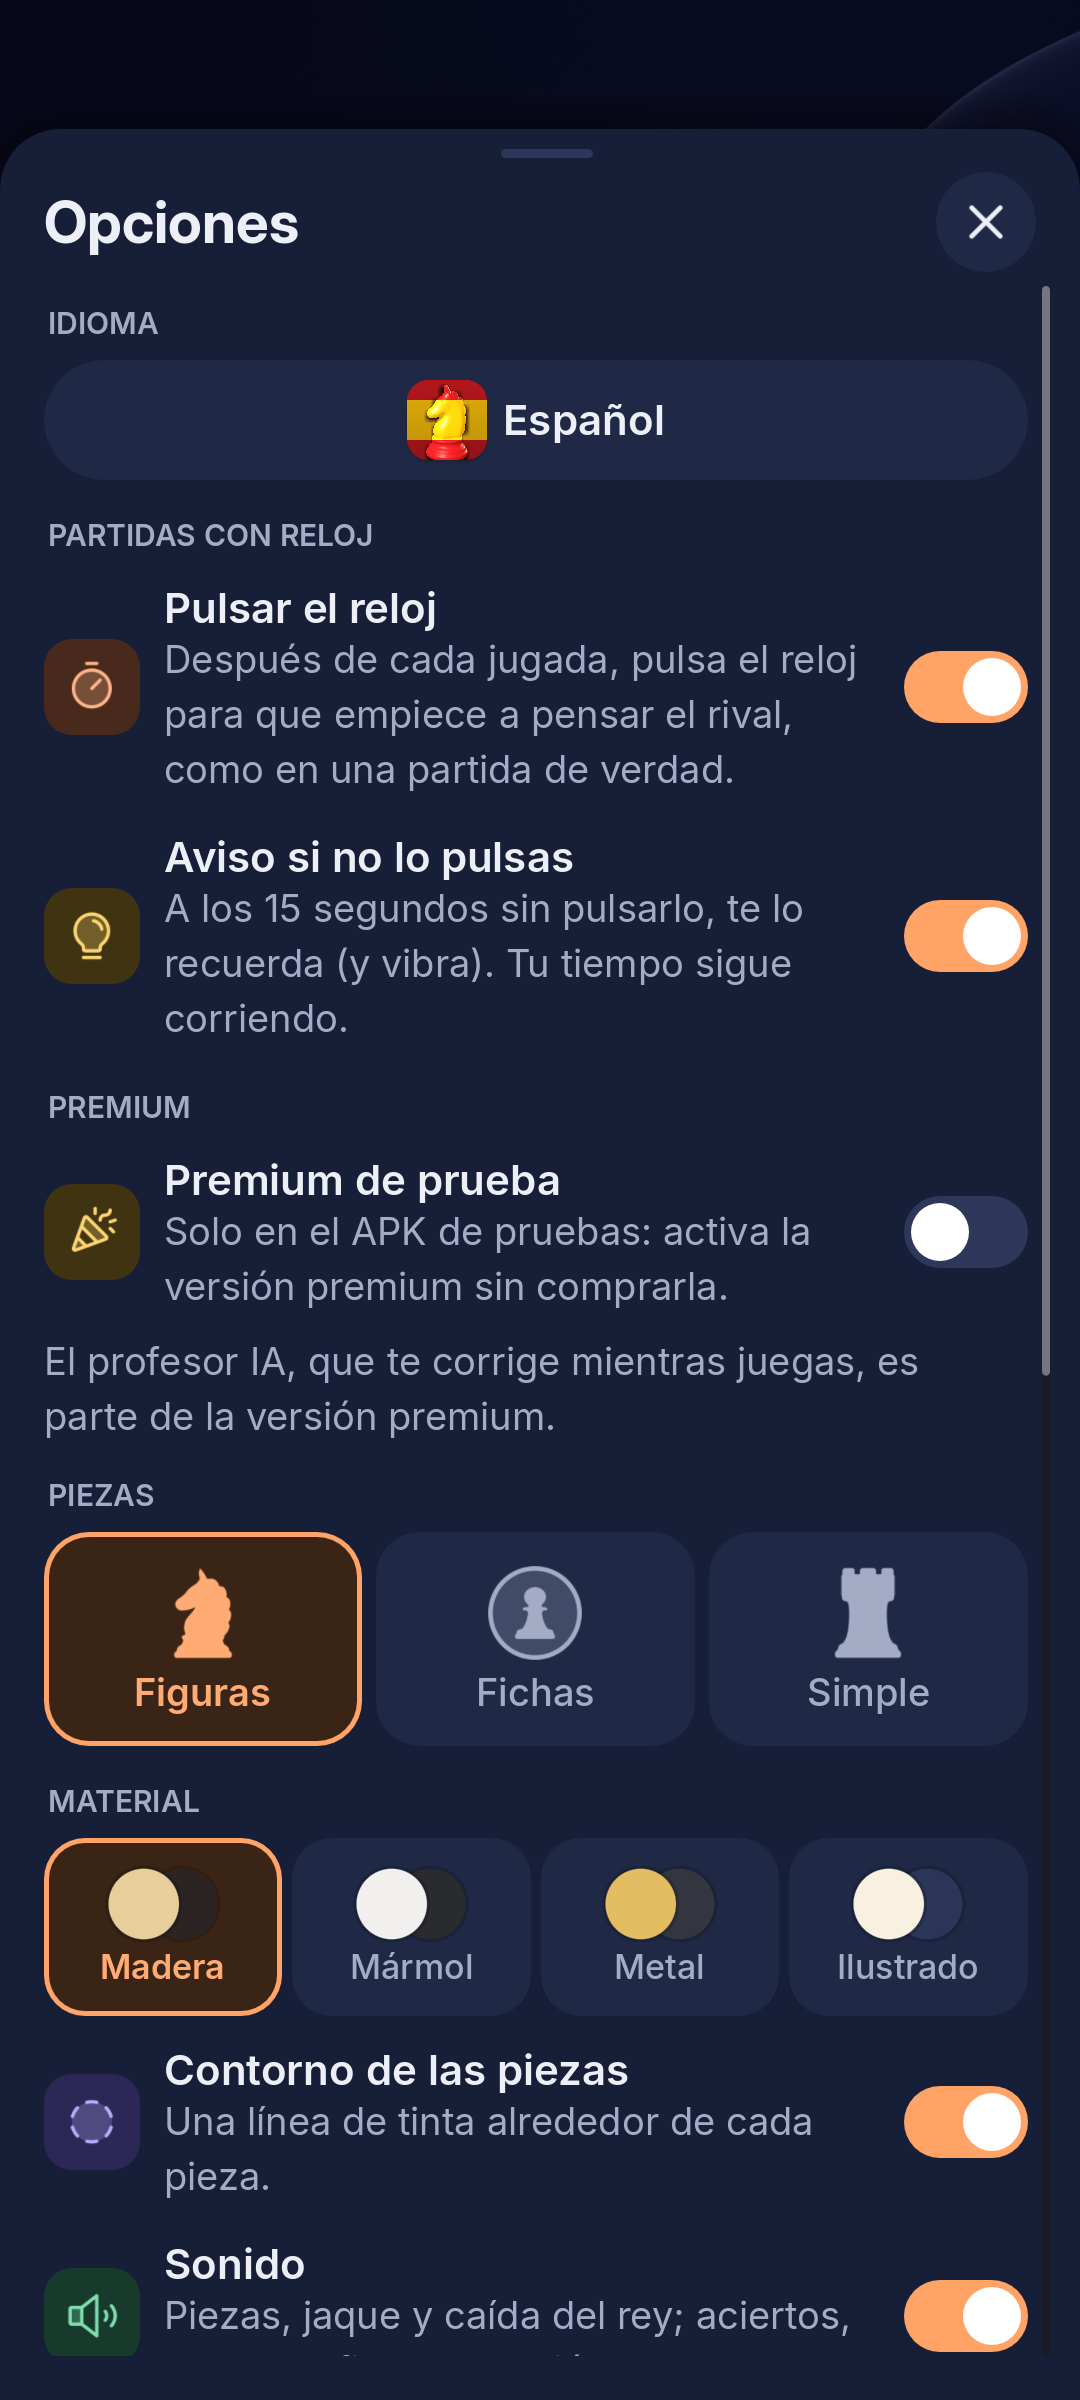 Opciones
IDIOMA
Español
PARTIDAS CON RELOJ
Pulsar el reloj
Después de cada jugada, pulsa el reloj
para que empiece a pensar el rival,
como en una partida de verdad.
Aviso si no lo pulsas
A los 15 segundos sin pulsarlo, te lo
recuerda (y vibra). Tu tiempo sigue
corriendo.
PREMIUM
Premium de prueba
Solo en el APK de pruebas: activa la
versión premium sin comprarla.
El profesor IA, que te corrige mientras juegas, es
parte de la versión premium.
PIEZAS
Figuras
Fichas
Simple
MATERIAL
Madera
Mármol
Metal
Ilustrado
Contorno de las piezas
Una línea de tinta alrededor de cada
pieza.
Sonido
Piezas, jaque y caída del rey; aciertos,